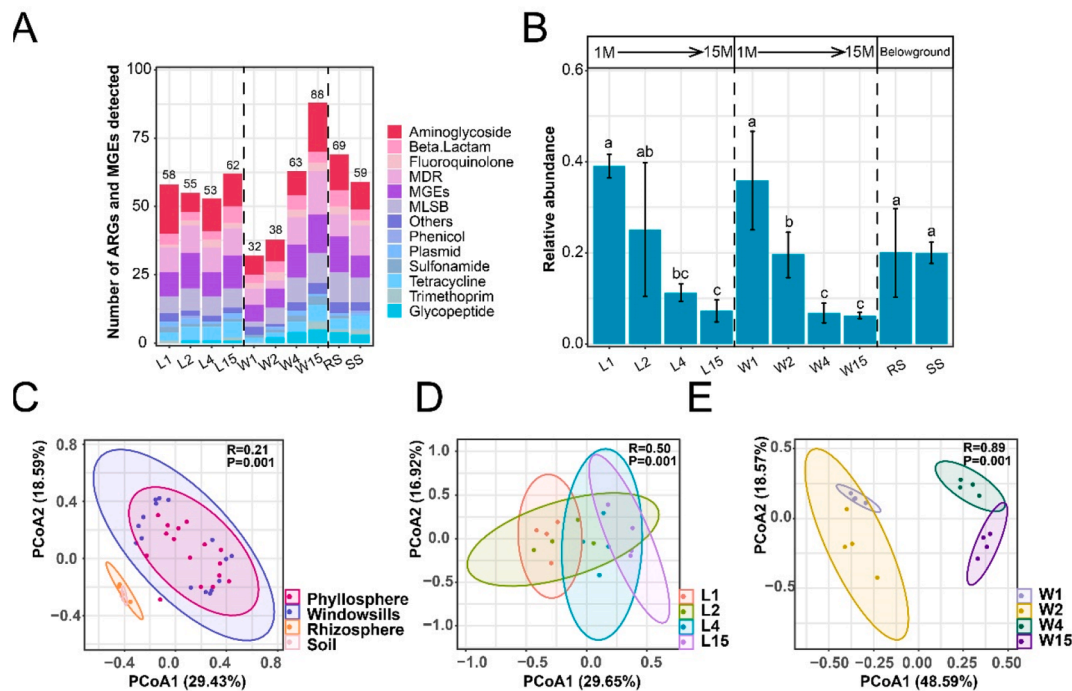 A
Number of ARGs and MGEs detected
100
75
50
25
0
58
55
53
62
32
38
63
88
69
59
L1 L2 L4 L15 W1 W2 W4 W15 RS SS
Aminoglycoside
Beta.Lactam
Fluoroquinolone
MDR
MGEs
MLSB
Others
Phenicol
Plasmid
Sulfonamide
Tetracycline
Trimethoprim
Glycopeptide
B
1M 15M 1M 15M Belowground
Relative abundance
0.6
0.4
0.2
0.0
a ab bc c a b c c a a
L1 L2 L4 L15 W1 W2 W4 W15 RS SS
C
R=0.21
P=0.001
PCoA2 (18.59%)
0.8
0.4
0.0
−0.4
−0.4 0.0 0.4 0.8
PCoA1 (29.43%)
Phyllosphere
Windowsills
Rhizosphere
Soil
D
R=0.50
P=0.001
PCoA2 (16.92%)
1.0
0.5
0.0
−0.5
−1.0
−1.0 −0.5 0.0 0.5
PCoA1 (29.65%)
L1
L2
L4
L15
E
R=0.89
P=0.001
PCoA2 (18.57%)
0.5
0.0
−0.5
−0.50 −0.25 0.00 0.25 0.50
PCoA1 (48.59%)
W1
W2
W4
W15